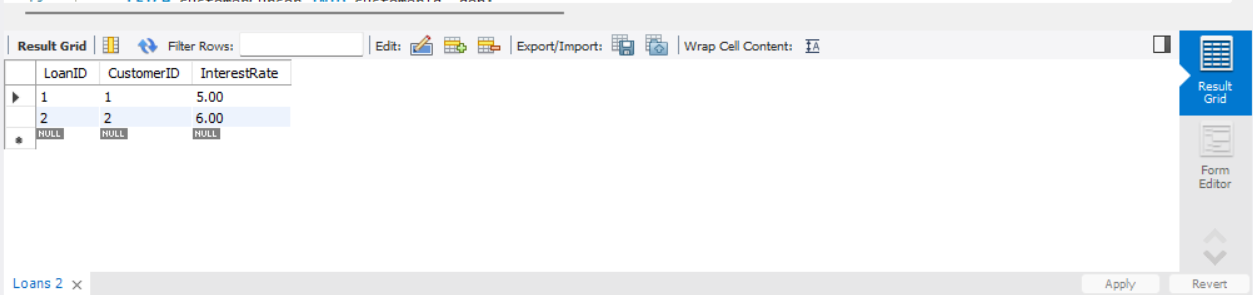 Result Grid Filter Rows: Edit: Export/Import: Wrap Cell Content: IA
LoanID CustomerID InterestRate
1 1 5.00
2 2 6.00
NULL NULL NULL
Result
Grid
Form
Editor
Loans 2 × Apply Revert